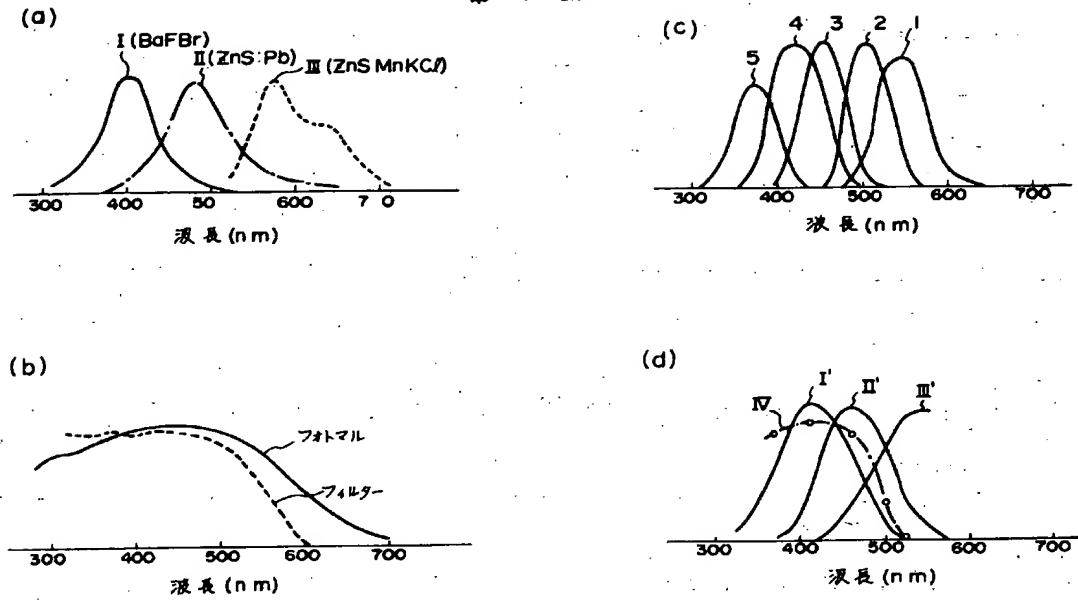 (a)
I (BaFBr)
II (ZnS:Pb)
III (ZnS MnKCl)
300 400 50 600 7 0
波長 (nm)
(b)
フォトマル
フィルター
300 400 500 600 700
波長 (nm)
(c)
5 4 3 2 1
300 400 500 600 700
波長 (nm)
(d)
IV I' II' III'
300 400 500 600 700
波長 (nm)